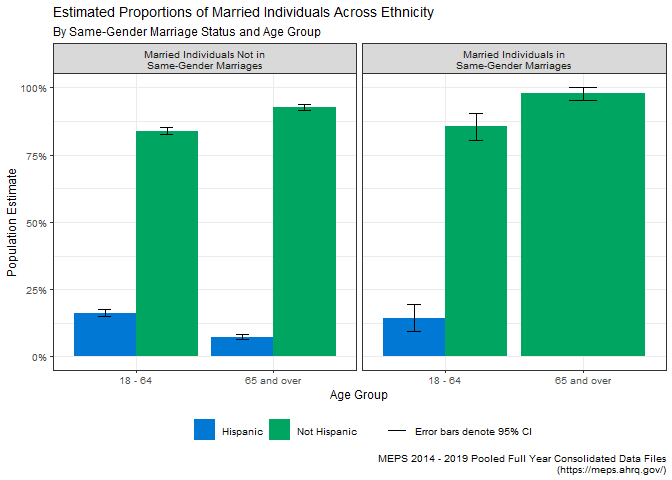 Estimated Proportions of Married Individuals Across Ethnicity
By Same-Gender Marriage Status and Age Group
Married Individuals Not in
Same-Gender Marriages
Married Individuals in
Same-Gender Marriages
Population Estimate
100%
75%
50%
25%
0%
18 - 64
65 and over
18 - 64
65 and over
Age Group
Hispanic
Not Hispanic
Error bars denote 95% CI
MEPS 2014 - 2019 Pooled Full Year Consolidated Data Files
(https://meps.ahrq.gov/)